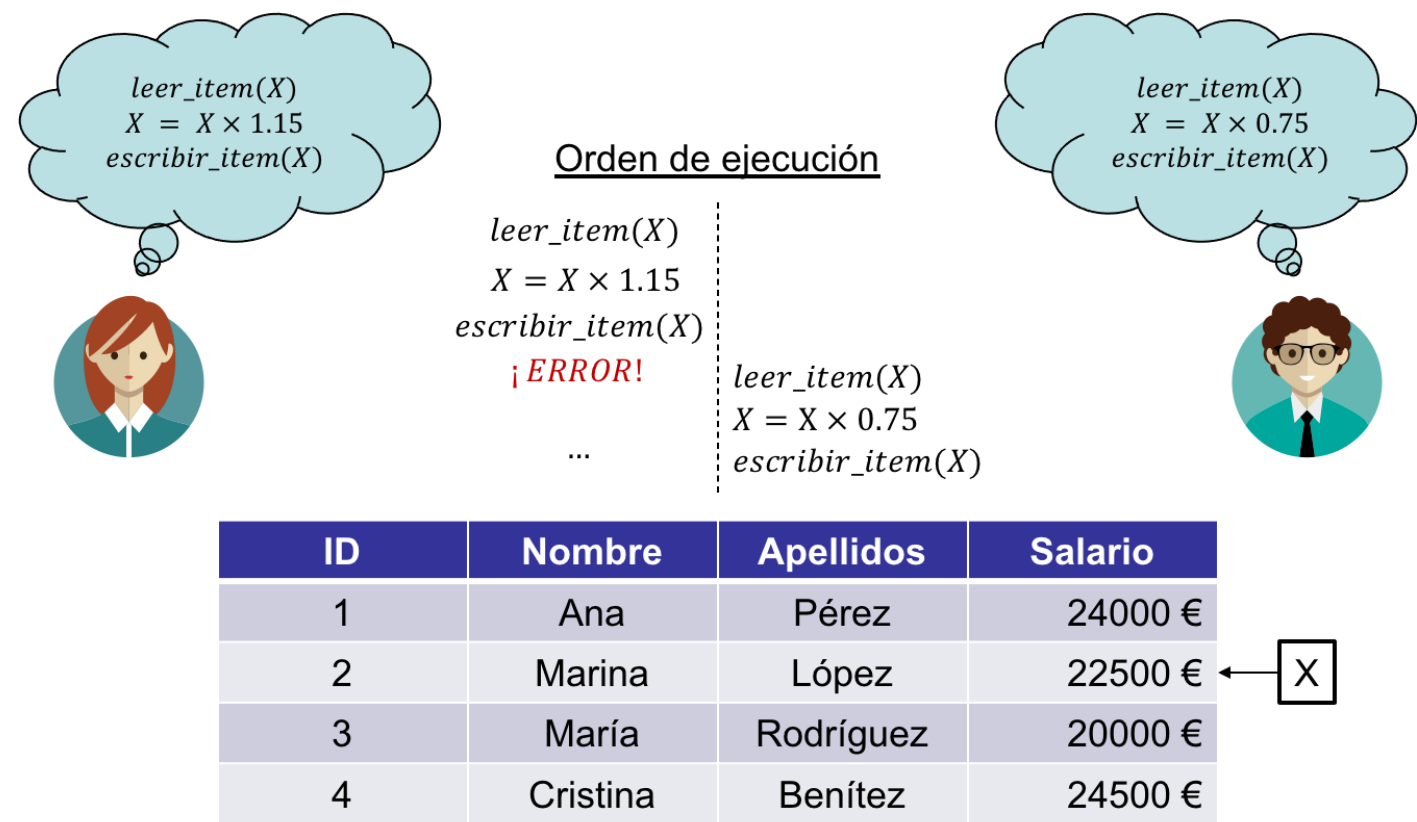 leer_item(X)
X = X × 1.15
escribir_item(X)
leer_item(X)
X = X × 0.75
escribir_item(X)
Orden de ejecución
leer_item(X)
X = X × 1.15
escribir_item(X)
¡ERROR!
...
leer_item(X)
X = X × 0.75
escribir_item(X)
ID Nombre Apellidos Salario
1 Ana Pérez 24000 €
2 Marina López 22500 €
X
3 María Rodríguez 20000 €
4 Cristina Benítez 24500 €